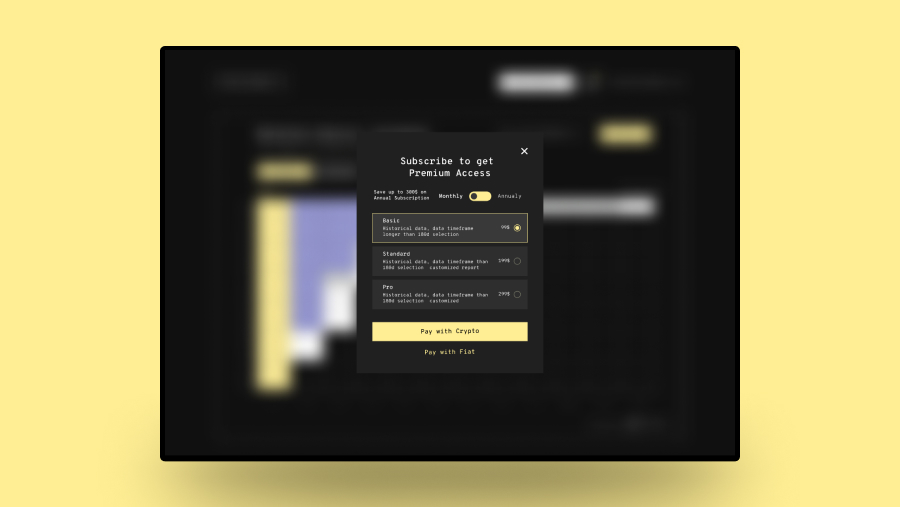 Subscribe to get
Premium Access
Save up to 300$ on
Annual Subscription
Monthly
Annualy
Basic
Historical data, data timeframe
longer than 180d selection
99$
Standard
Historical data, data timeframe than
180d selection customized report
199$
Pro
Historical data, data timeframe than
180d selection customized
299$
Pay with Crypto
Pay with Fiat